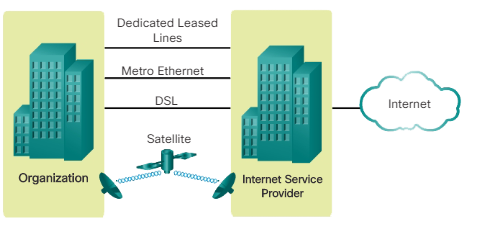 Dedicated Leased
Lines
Metro Ethernet
DSL
Satellite
Organization
Internet Service
Provider
Internet